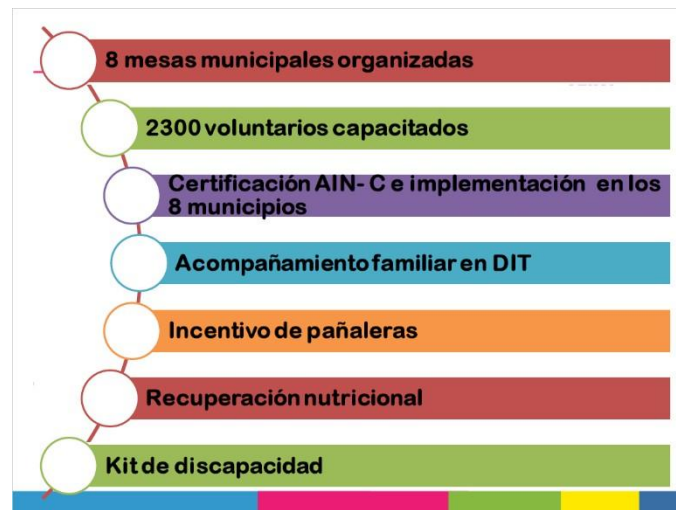 8 mesas municipales organizadas
2300 voluntarios capacitados
Certificación AIN- C e implementación en los
8 municipios
Acompañamiento familiar en DIT
Incentivo de pañaleras
Recuperación nutricional
Kit de discapacidad